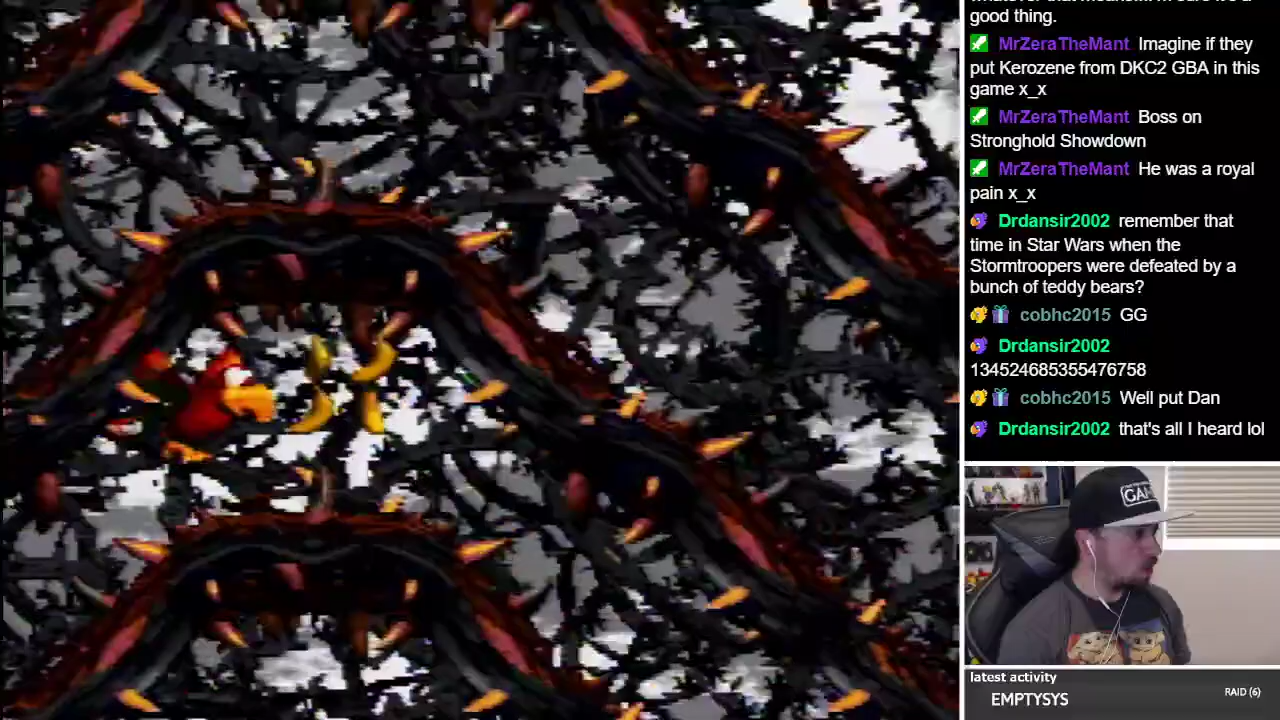 good thing.
MrZeraTheMant Imagine if they
put Kerozene from DKC2 GBA in this
game x_x
MrZeraTheMant Boss on
Stronghold Showdown
MrZeraTheMant He was a royal
pain x_x
Drdansir2002 remember that
time in Star Wars when the
Stormtroopers were defeated by a
bunch of teddy bears?
cobhc2015 GG
Drdansir2002
134524685355476758
cobhc2015 Well put Dan
Drdansir2002 that's all I heard lol
latest activity
EMPTYSYS
RAID (6)